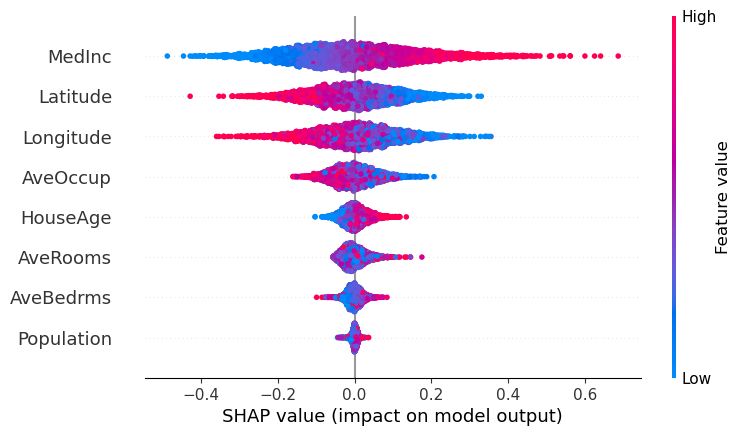 High
MedInc
Latitude
Longitude
AveOccup
HouseAge
AveRooms
AveBedrms
Population
Feature value
Low
−0.4 −0.2 0.0 0.2 0.4 0.6
SHAP value (impact on model output)